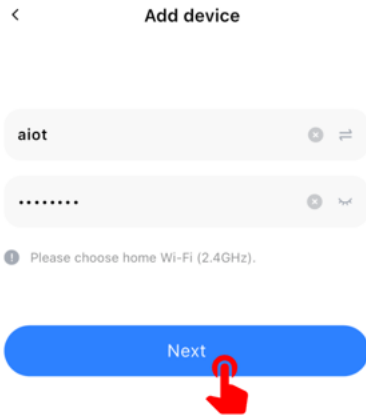 Add device
aiot
••••••••
Please choose home Wi-Fi (2.4GHz).
Next